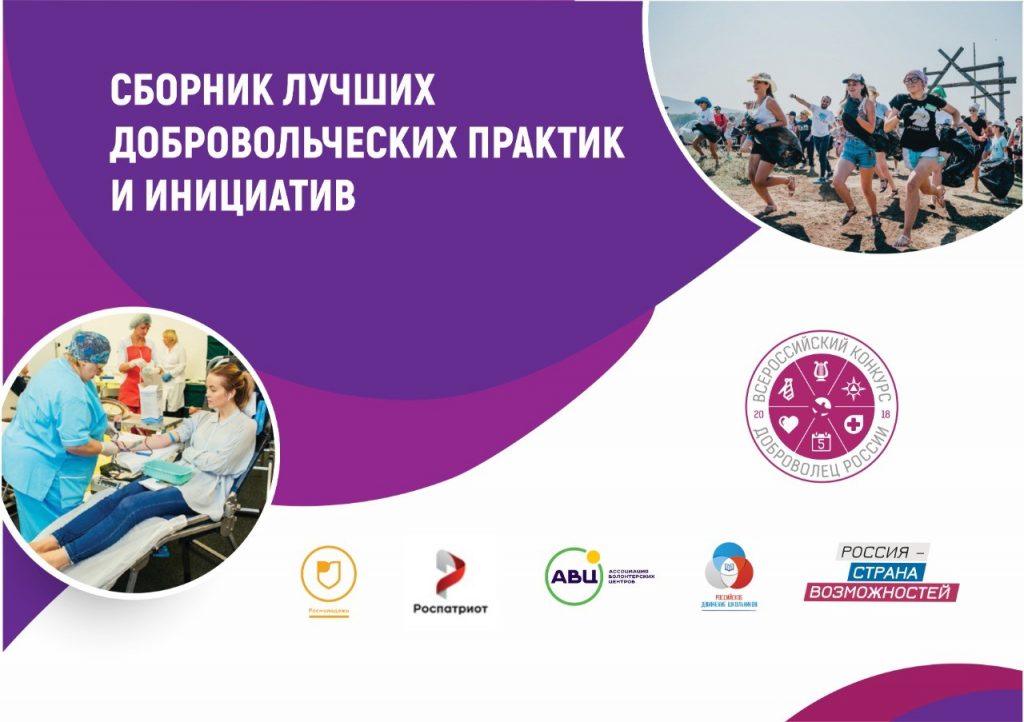 СБОРНИК ЛУЧШИХ
ДОБРОВОЛЬЧЕСКИХ ПРАКТИК
И ИНИЦИАТИВ
ВСЕРОССИЙСКИЙ КОНКУРС
20 18
5
ДОБРОВОЛЕЦ РОССИИ
Росмолодежь
Роспатриот
АВЦ
АССОЦИАЦИЯ
ВОЛОНТЕРСКИХ
ЦЕНТРОВ
РОССИЙСКОЕ
ДВИЖЕНИЕ ШКОЛЬНИКОВ
РОССИЯ –
СТРАНА
ВОЗМОЖНОСТЕЙ